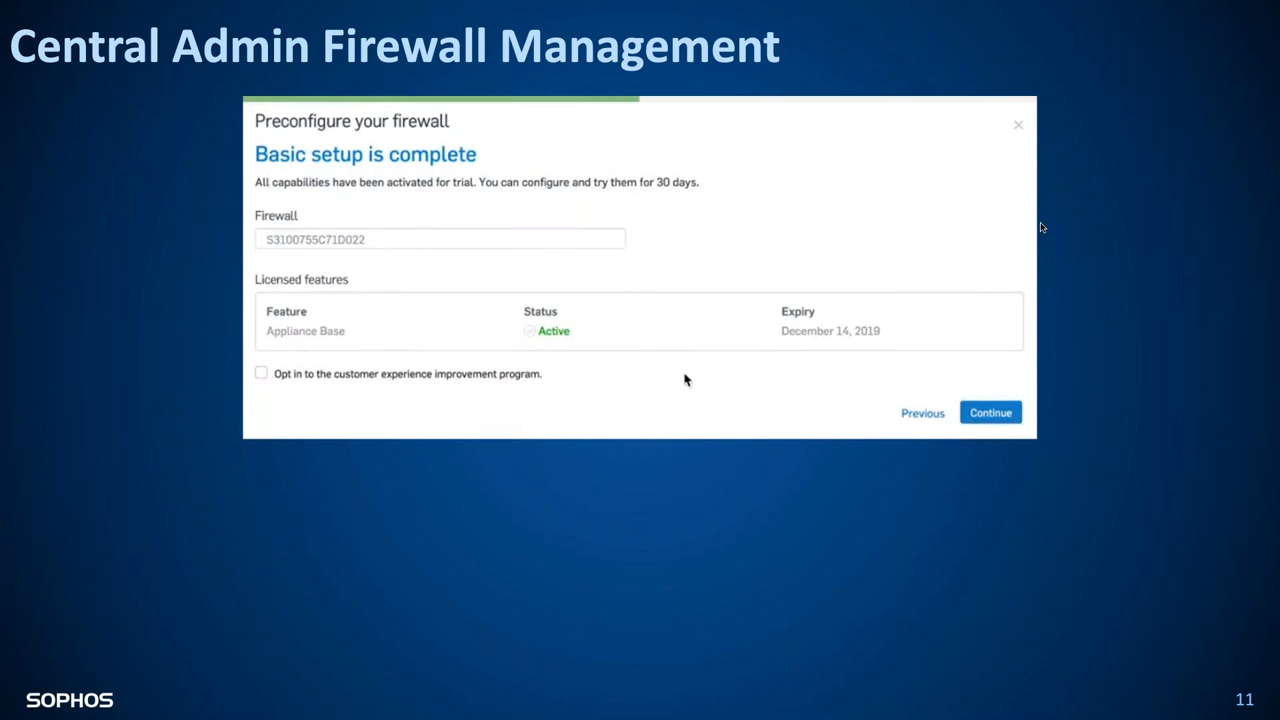 Central Admin Firewall Management
Preconfigure your firewall
Basic setup is complete
All capabilities have been activated for trial. You can configure and try them for 30 days.
Firewall
S3100755C71D022
Licensed features
Feature Status Expiry
Appliance Base Active December 14, 2019
Opt in to the customer experience improvement program.
Previous Continue
SOPHOS 11